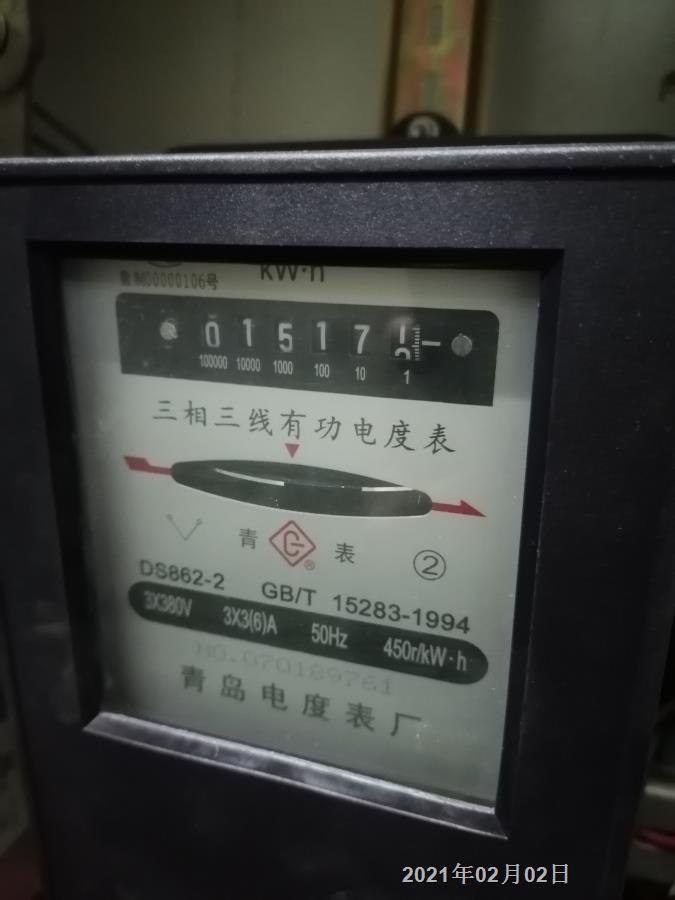 kW·h
鲁制00000106号
0 1 5 1 7 1
100000 10000 1000 100 10 1
三相三线有功电度表
青 G ® 表 ②
DS862-2 GB/T 15283-1994
3X380V 3X3(6)A 50Hz 450r/kW·h
NO.070189761
青岛电度表厂
2021年02月02日